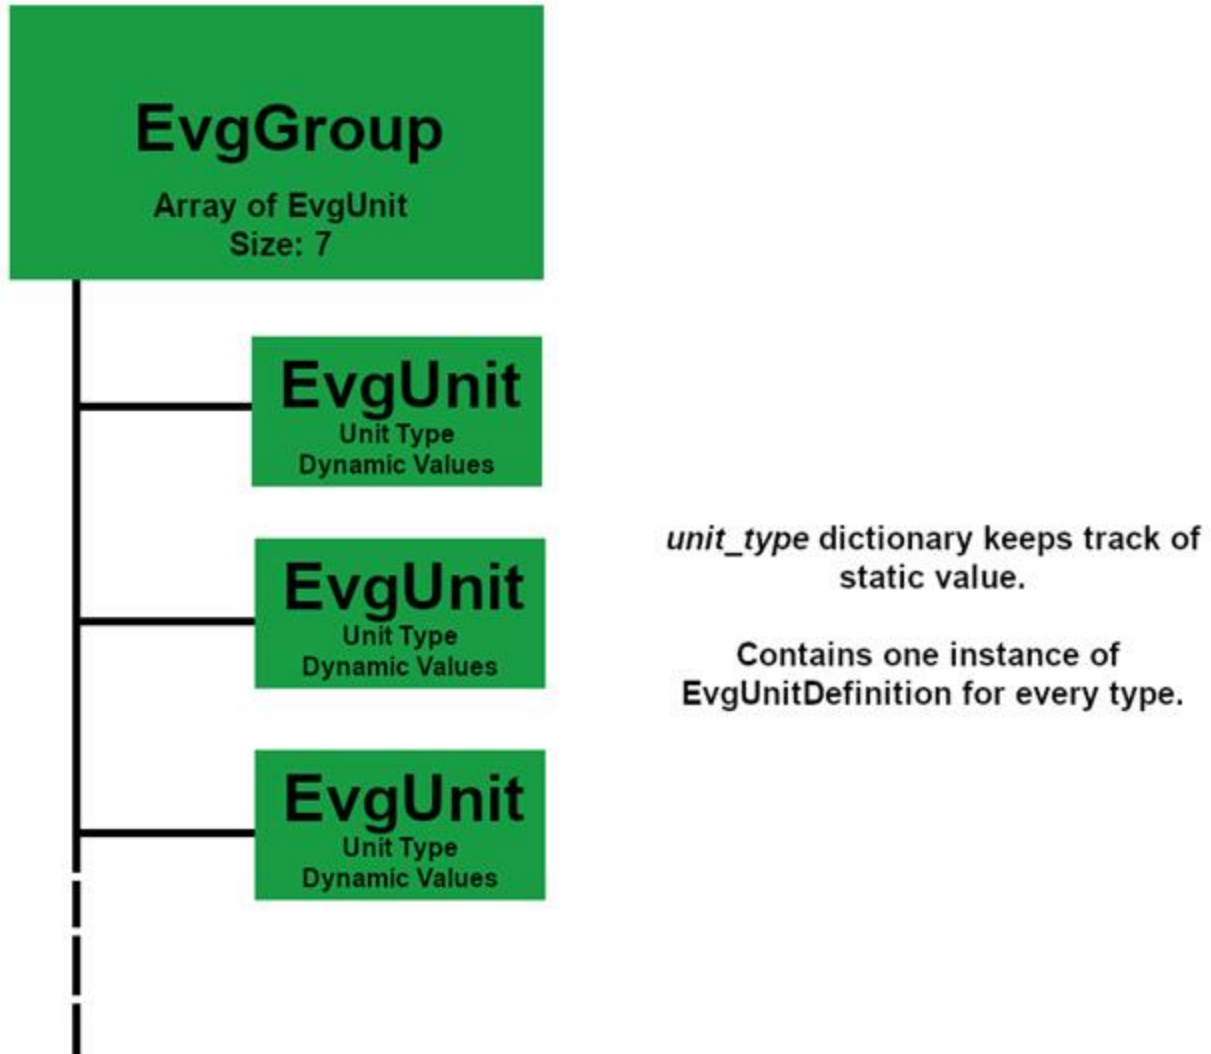 EvgGroup
Array of EvgUnit
Size: 7
EvgUnit
Unit Type
Dynamic Values
EvgUnit
Unit Type
Dynamic Values
EvgUnit
Unit Type
Dynamic Values
unit_type dictionary keeps track of
static value.
Contains one instance of
EvgUnitDefinition for every type.